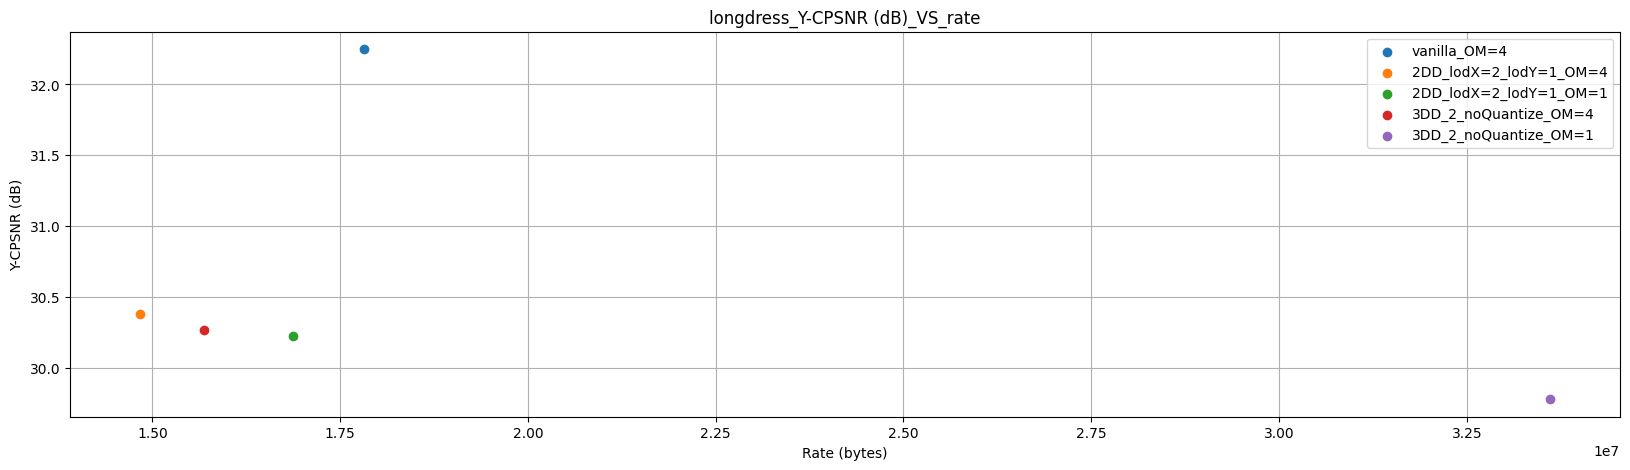 longdress_Y-CPSNR (dB)_VS_rate
vanilla_OM=4
2DD_lodX=2_lodY=1_OM=4
2DD_lodX=2_lodY=1_OM=1
3DD_2_noQuantize_OM=4
3DD_2_noQuantize_OM=1
Y-CPSNR (dB)
32.0
31.5
31.0
30.5
30.0
1.50 1.75 2.00 2.25 2.50 2.75 3.00 3.25
1e7
Rate (bytes)